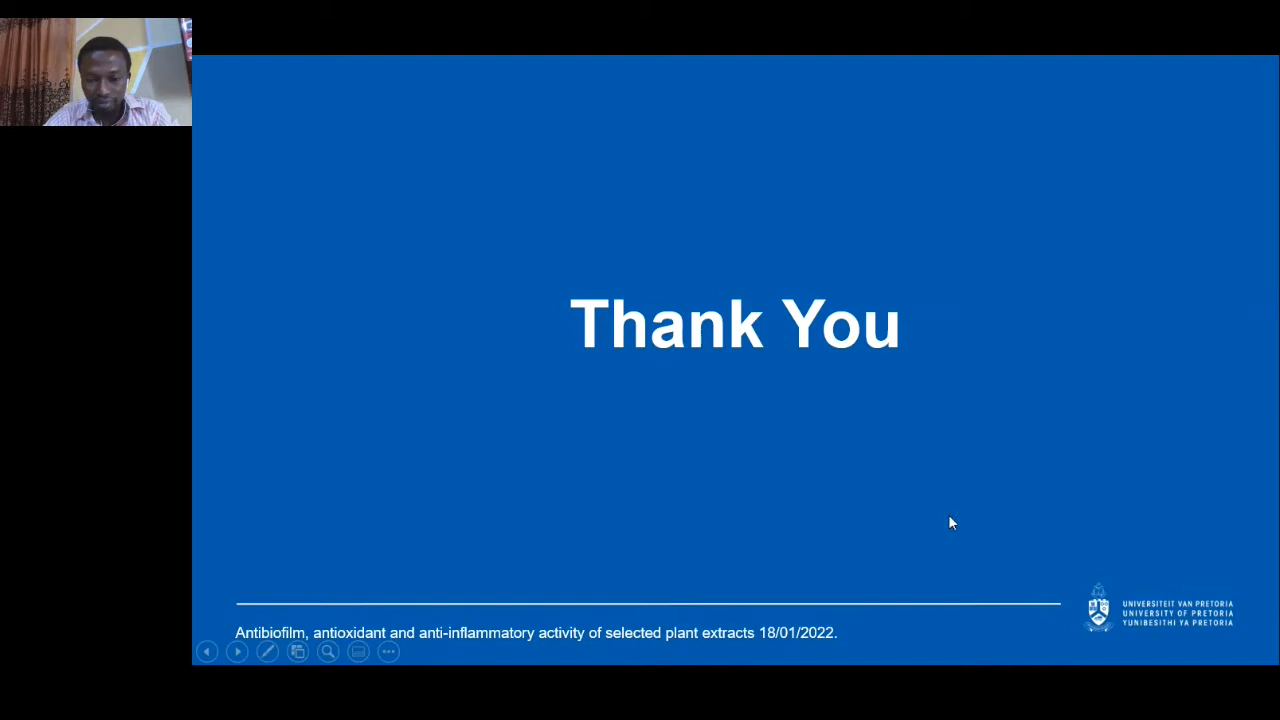 Thank You
Antibiofilm, antioxidant and anti-inflammatory activity of selected plant extracts 18/01/2022.
UNIVERSITEIT VAN PRETORIA
UNIVERSITY OF PRETORIA
YUNIBESITHI YA PRETORIA